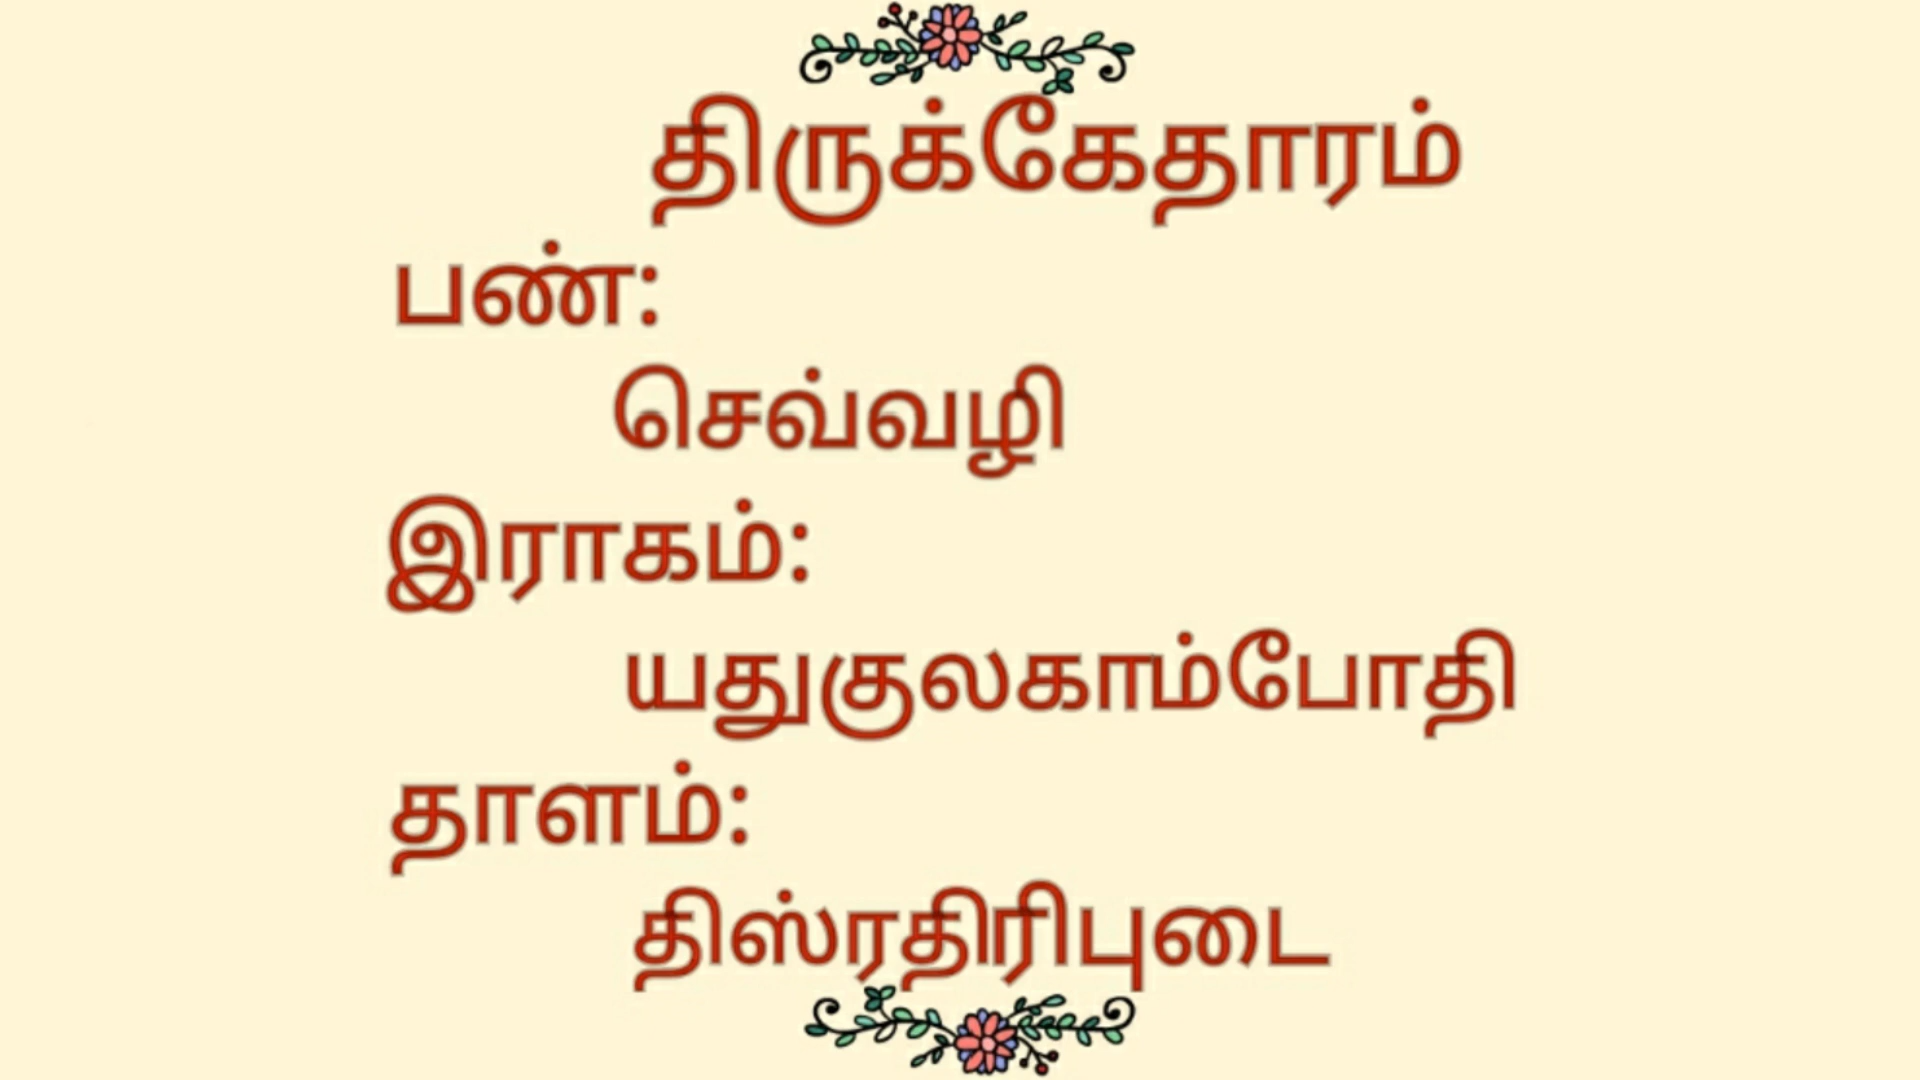 திருக்கேதாரம்
பண்:
செவ்வழி
இராகம்:
யதுகுலகாம்போதி
தாளம்:
திஸ்ரதிரிபுடை